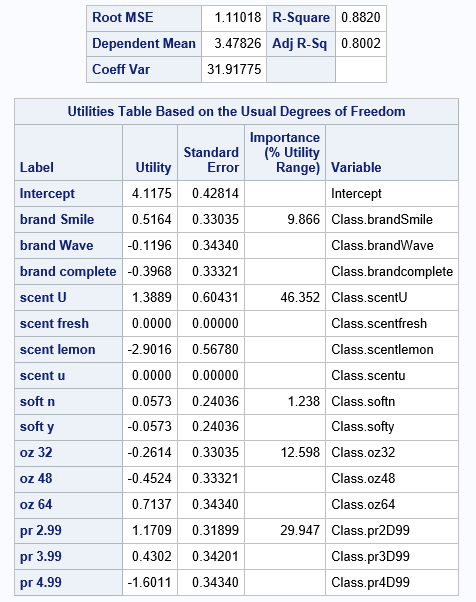 Root MSE 1.11018 R-Square 0.8820
Dependent Mean 3.47826 Adj R-Sq 0.8002
Coeff Var 31.91775
Utilities Table Based on the Usual Degrees of Freedom
Label Utility Standard Error Importance (% Utility Range) Variable
Intercept 4.1175 0.42814 Intercept
brand Smile 0.5164 0.33035 9.866 Class.brandSmile
brand Wave -0.1196 0.34340 Class.brandWave
brand complete -0.3968 0.33321 Class.brandcomplete
scent U 1.3889 0.60431 46.352 Class.scentU
scent fresh 0.0000 0.00000 Class.scentfresh
scent lemon -2.9016 0.56780 Class.scentlemon
scent u 0.0000 0.00000 Class.scentu
soft n 0.0573 0.24036 1.238 Class.softn
soft y -0.0573 0.24036 Class.softy
oz 32 -0.2614 0.33035 12.598 Class.oz32
oz 48 -0.4524 0.33321 Class.oz48
oz 64 0.7137 0.34340 Class.oz64
pr 2.99 1.1709 0.31899 29.947 Class.pr2D99
pr 3.99 0.4302 0.34201 Class.pr3D99
pr 4.99 -1.6011 0.34340 Class.pr4D99